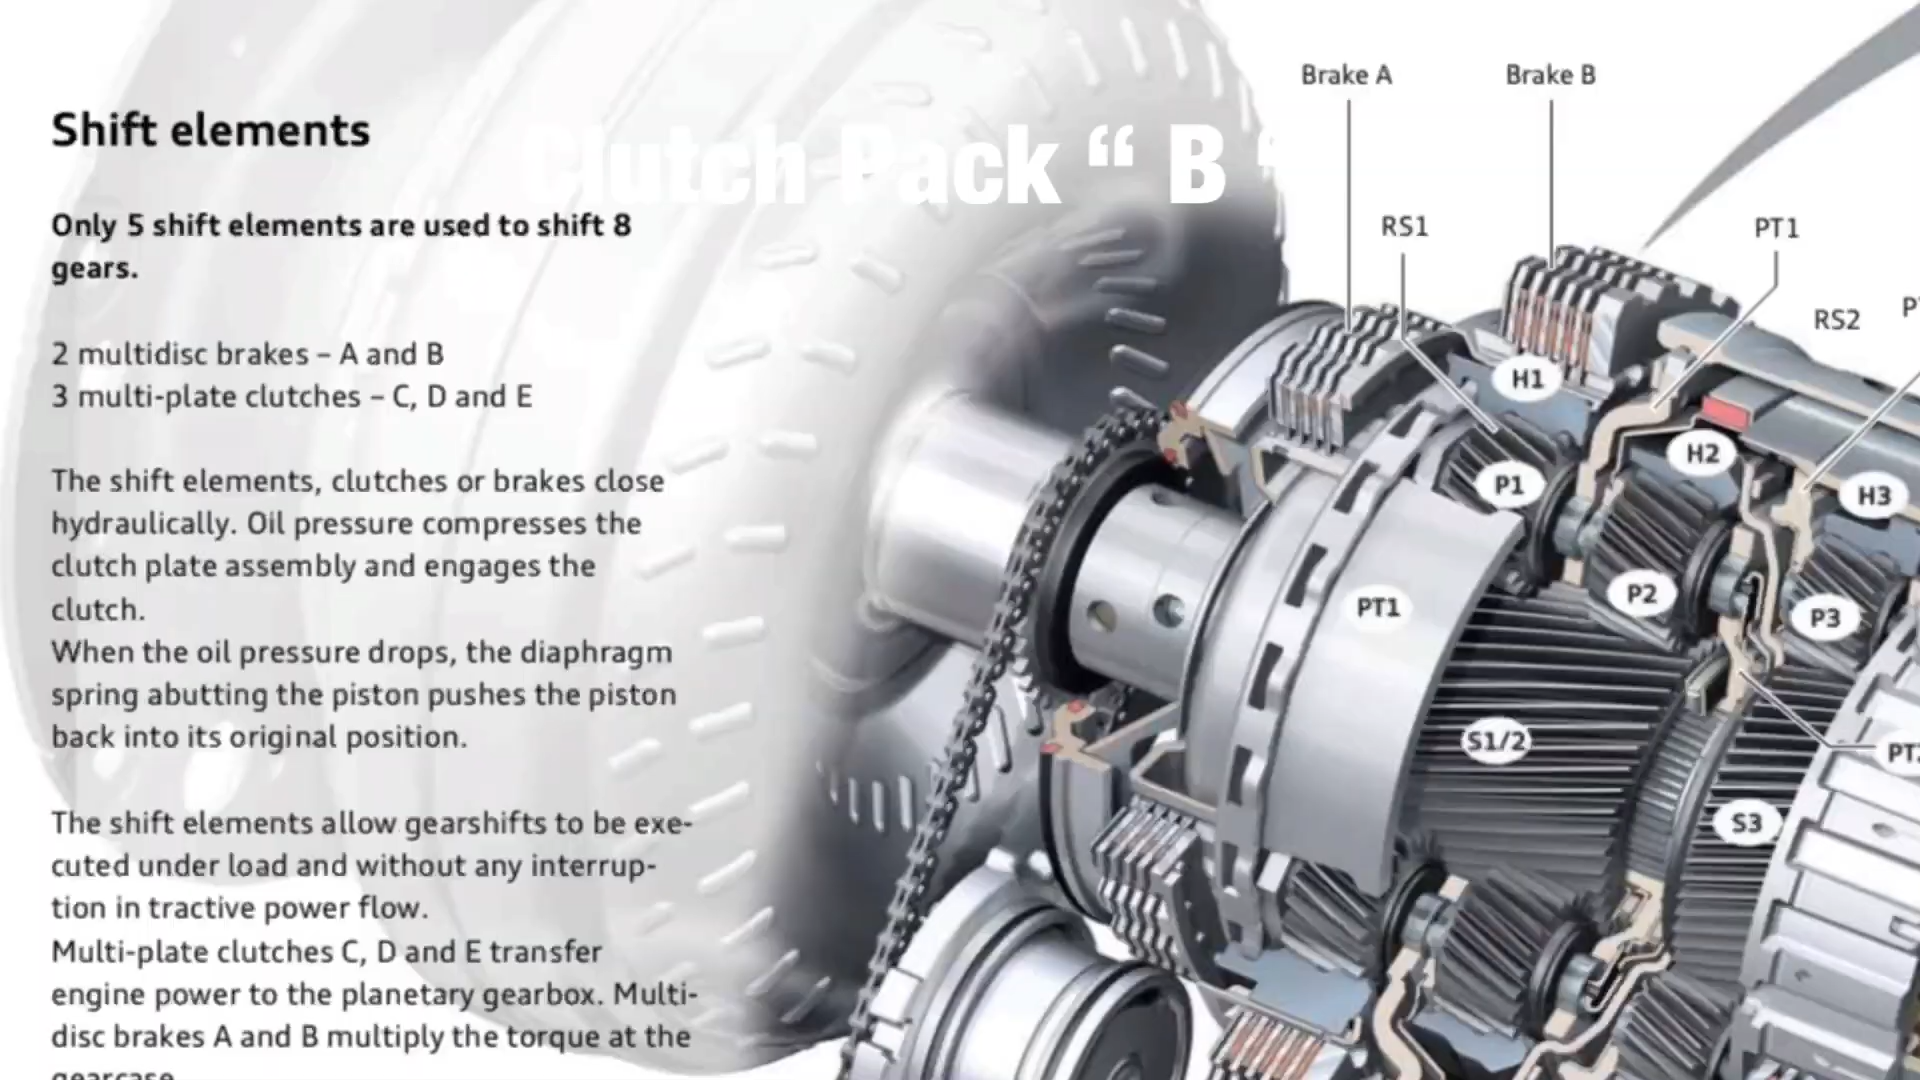 Shift elements
Clutch Pack “ B “
Only 5 shift elements are used to shift 8
gears.
2 multidisc brakes – A and B
3 multi-plate clutches – C, D and E
The shift elements, clutches or brakes close
hydraulically. Oil pressure compresses the
clutch plate assembly and engages the
clutch.
When the oil pressure drops, the diaphragm
spring abutting the piston pushes the piston
back into its original position.
The shift elements allow gearshifts to be exe-
cuted under load and without any interrup-
tion in tractive power flow.
Multi-plate clutches C, D and E transfer
engine power to the planetary gearbox. Multi-
disc brakes A and B multiply the torque at the
gearcase.
Brake A
Brake B
RS1
PT1
RS2
H1
H2
H3
P1
P2
P3
PT1
S1/2
S3